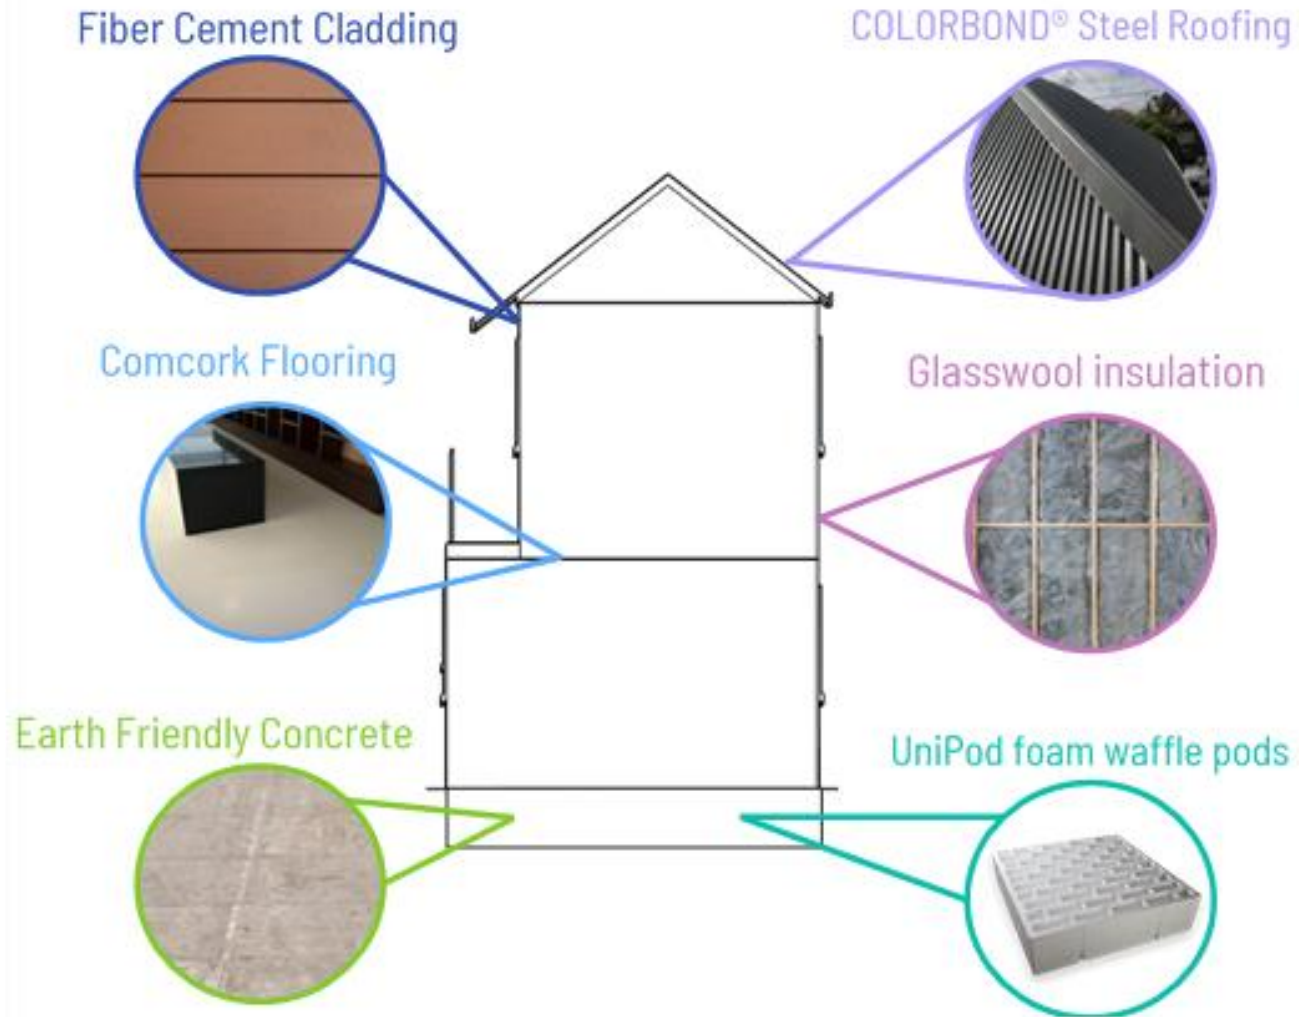 Fiber Cement Cladding
COLORBOND® Steel Roofing
Comcork Flooring
Glasswool insulation
Earth Friendly Concrete
UniPod foam waffle pods